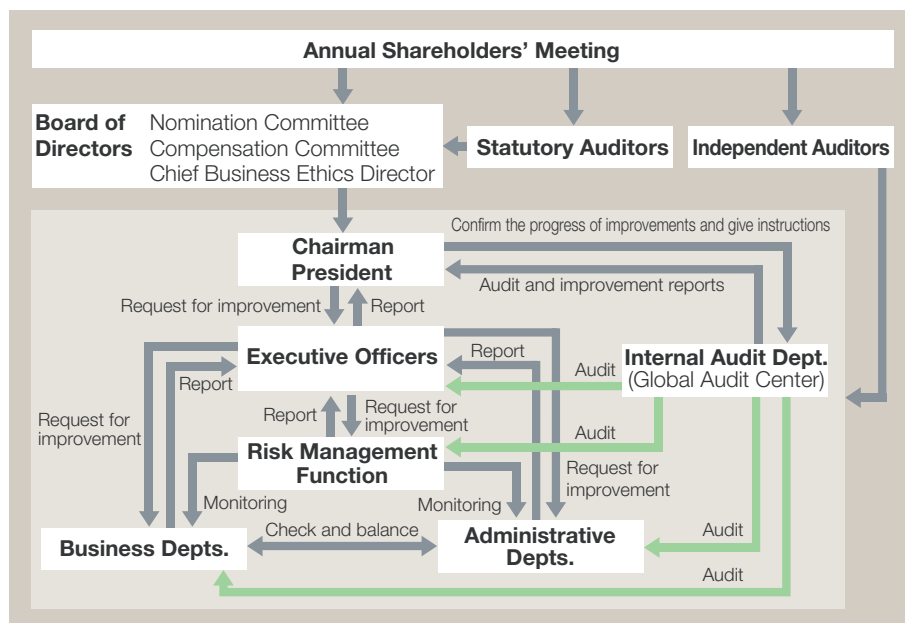 Annual Shareholders’ Meeting
Board of
Directors
Nomination Committee
Compensation Committee
Chief Business Ethics Director
Statutory Auditors
Independent Auditors
Confirm the progress of improvements and give instructions
Chairman
President
Audit and improvement reports
Request for improvement
Report
Executive Officers
Report
Internal Audit Dept.
(Global Audit Center)
Audit
Report
Request for
improvement
Report
Request for
improvement
Audit
Risk Management
Function
Request for
improvement
Monitoring
Monitoring
Check and balance
Business Depts.
Administrative
Depts.
Audit
Audit